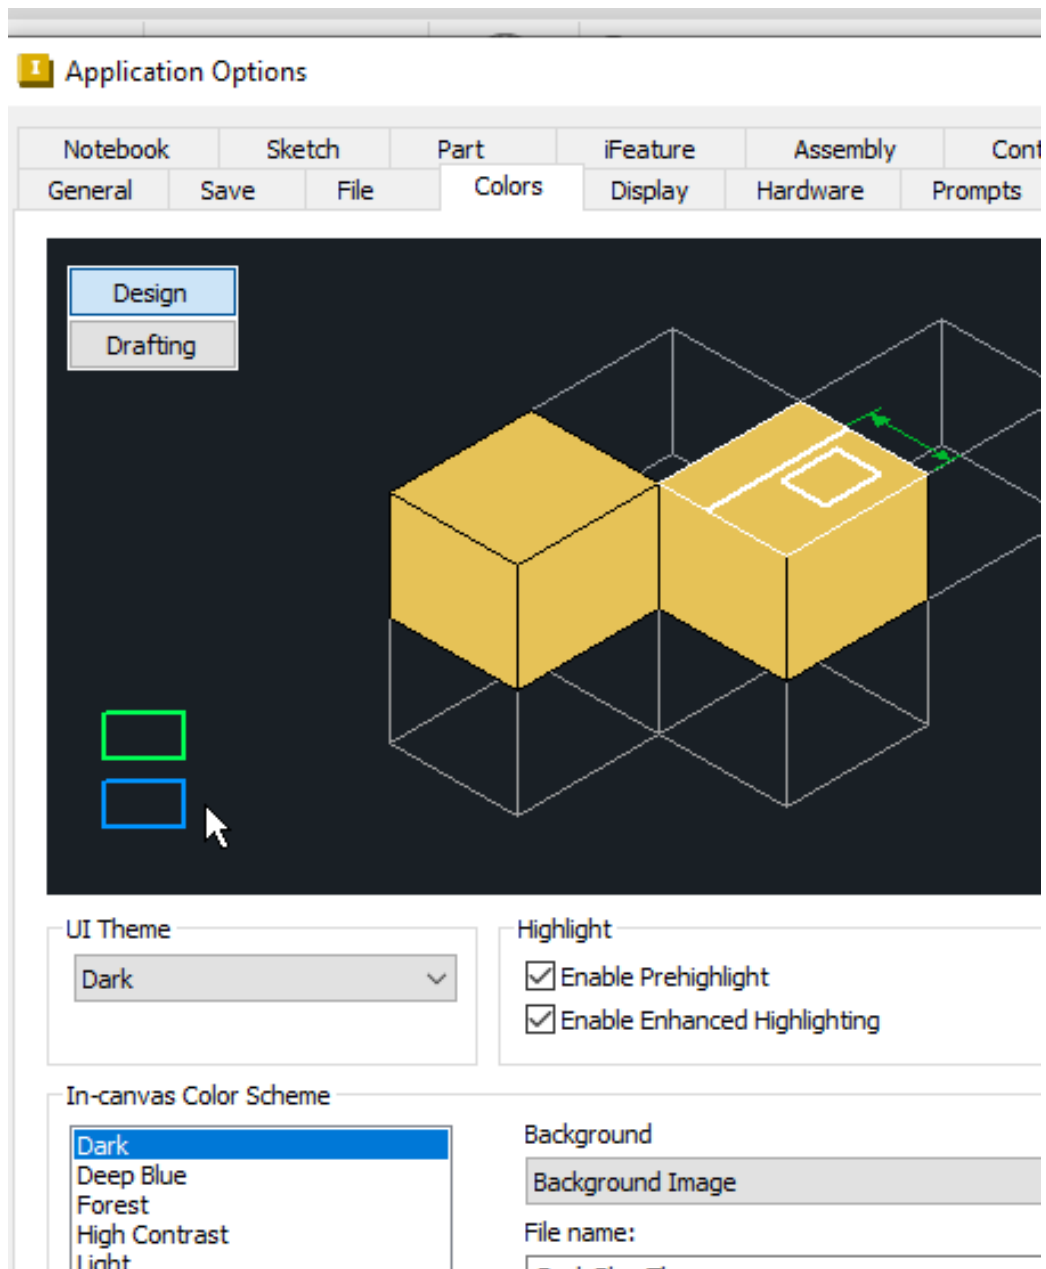 I Application Options
Notebook Sketch Part iFeature Assembly
General Save File Colors Display Hardware Prompts
Design
Drafting
UI Theme
Dark
Highlight
Enable Prehighlight
Enable Enhanced Highlighting
In-canvas Color Scheme
Dark
Deep Blue
Forest
High Contrast
Light
Background
Background Image
File name: